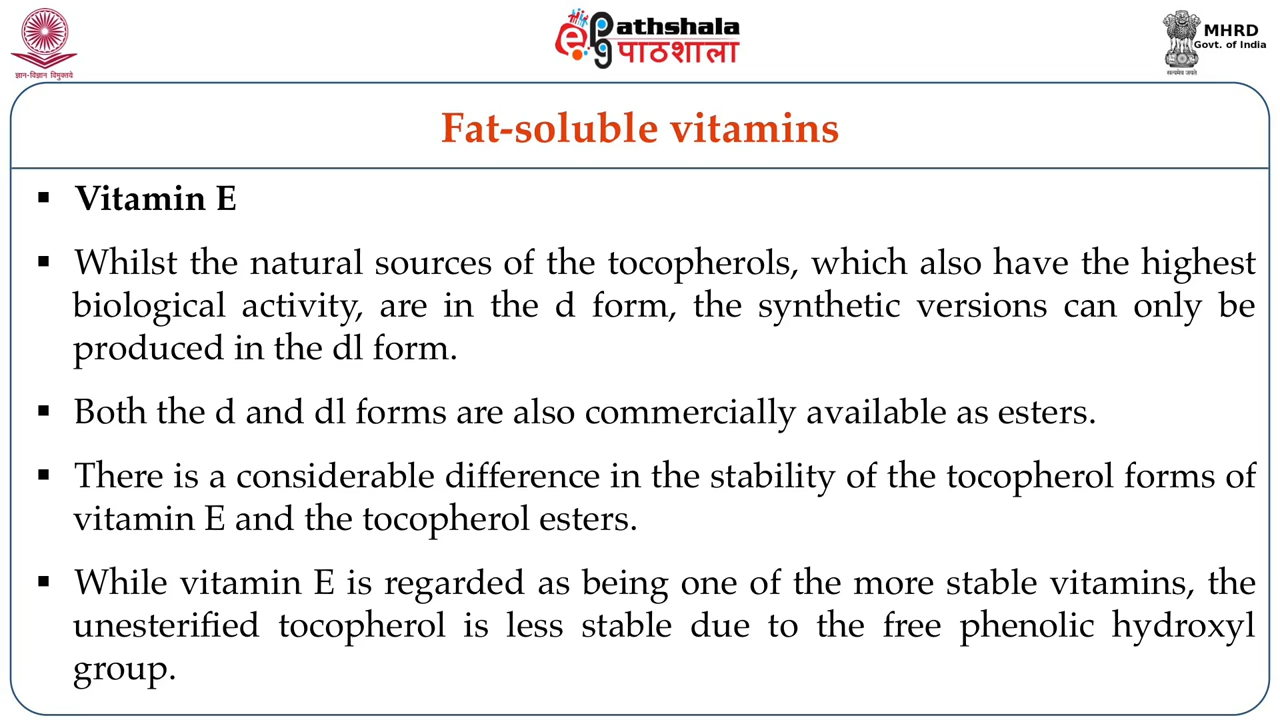 ज्ञान-विज्ञान विमुक्तये
ePathshala
पाठशाला
सत्यमेव जयते
MHRD
Govt. of India
Fat-soluble vitamins
▪ Vitamin E
▪ Whilst the natural sources of the tocopherols, which also have the highest
biological activity, are in the d form, the synthetic versions can only be
produced in the dl form.
▪ Both the d and dl forms are also commercially available as esters.
▪ There is a considerable difference in the stability of the tocopherol forms of
vitamin E and the tocopherol esters.
▪ While vitamin E is regarded as being one of the more stable vitamins, the
unesterified tocopherol is less stable due to the free phenolic hydroxyl
group.